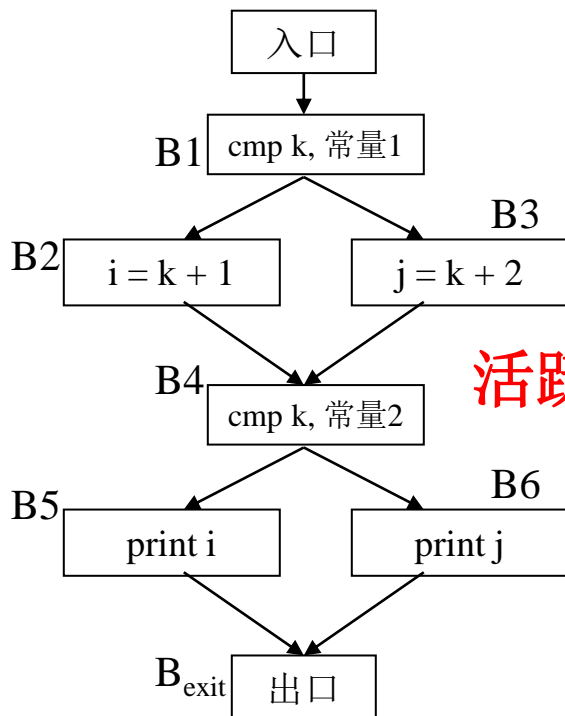 入口
B1
cmp k, 常量1
B3
B2
i = k + 1
j = k + 2
B4
活
cmp k, 常量2
B6
B5
print i
print j
Bexit
出口